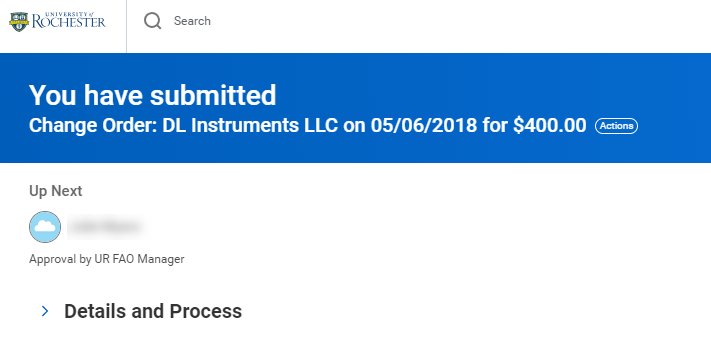 UNIVERSITY of
ROCHESTER
Search
You have submitted
Change Order: DL Instruments LLC on 05/06/2018 for $400.00 Actions
Up Next
Approval by UR FAO Manager
Details and Process